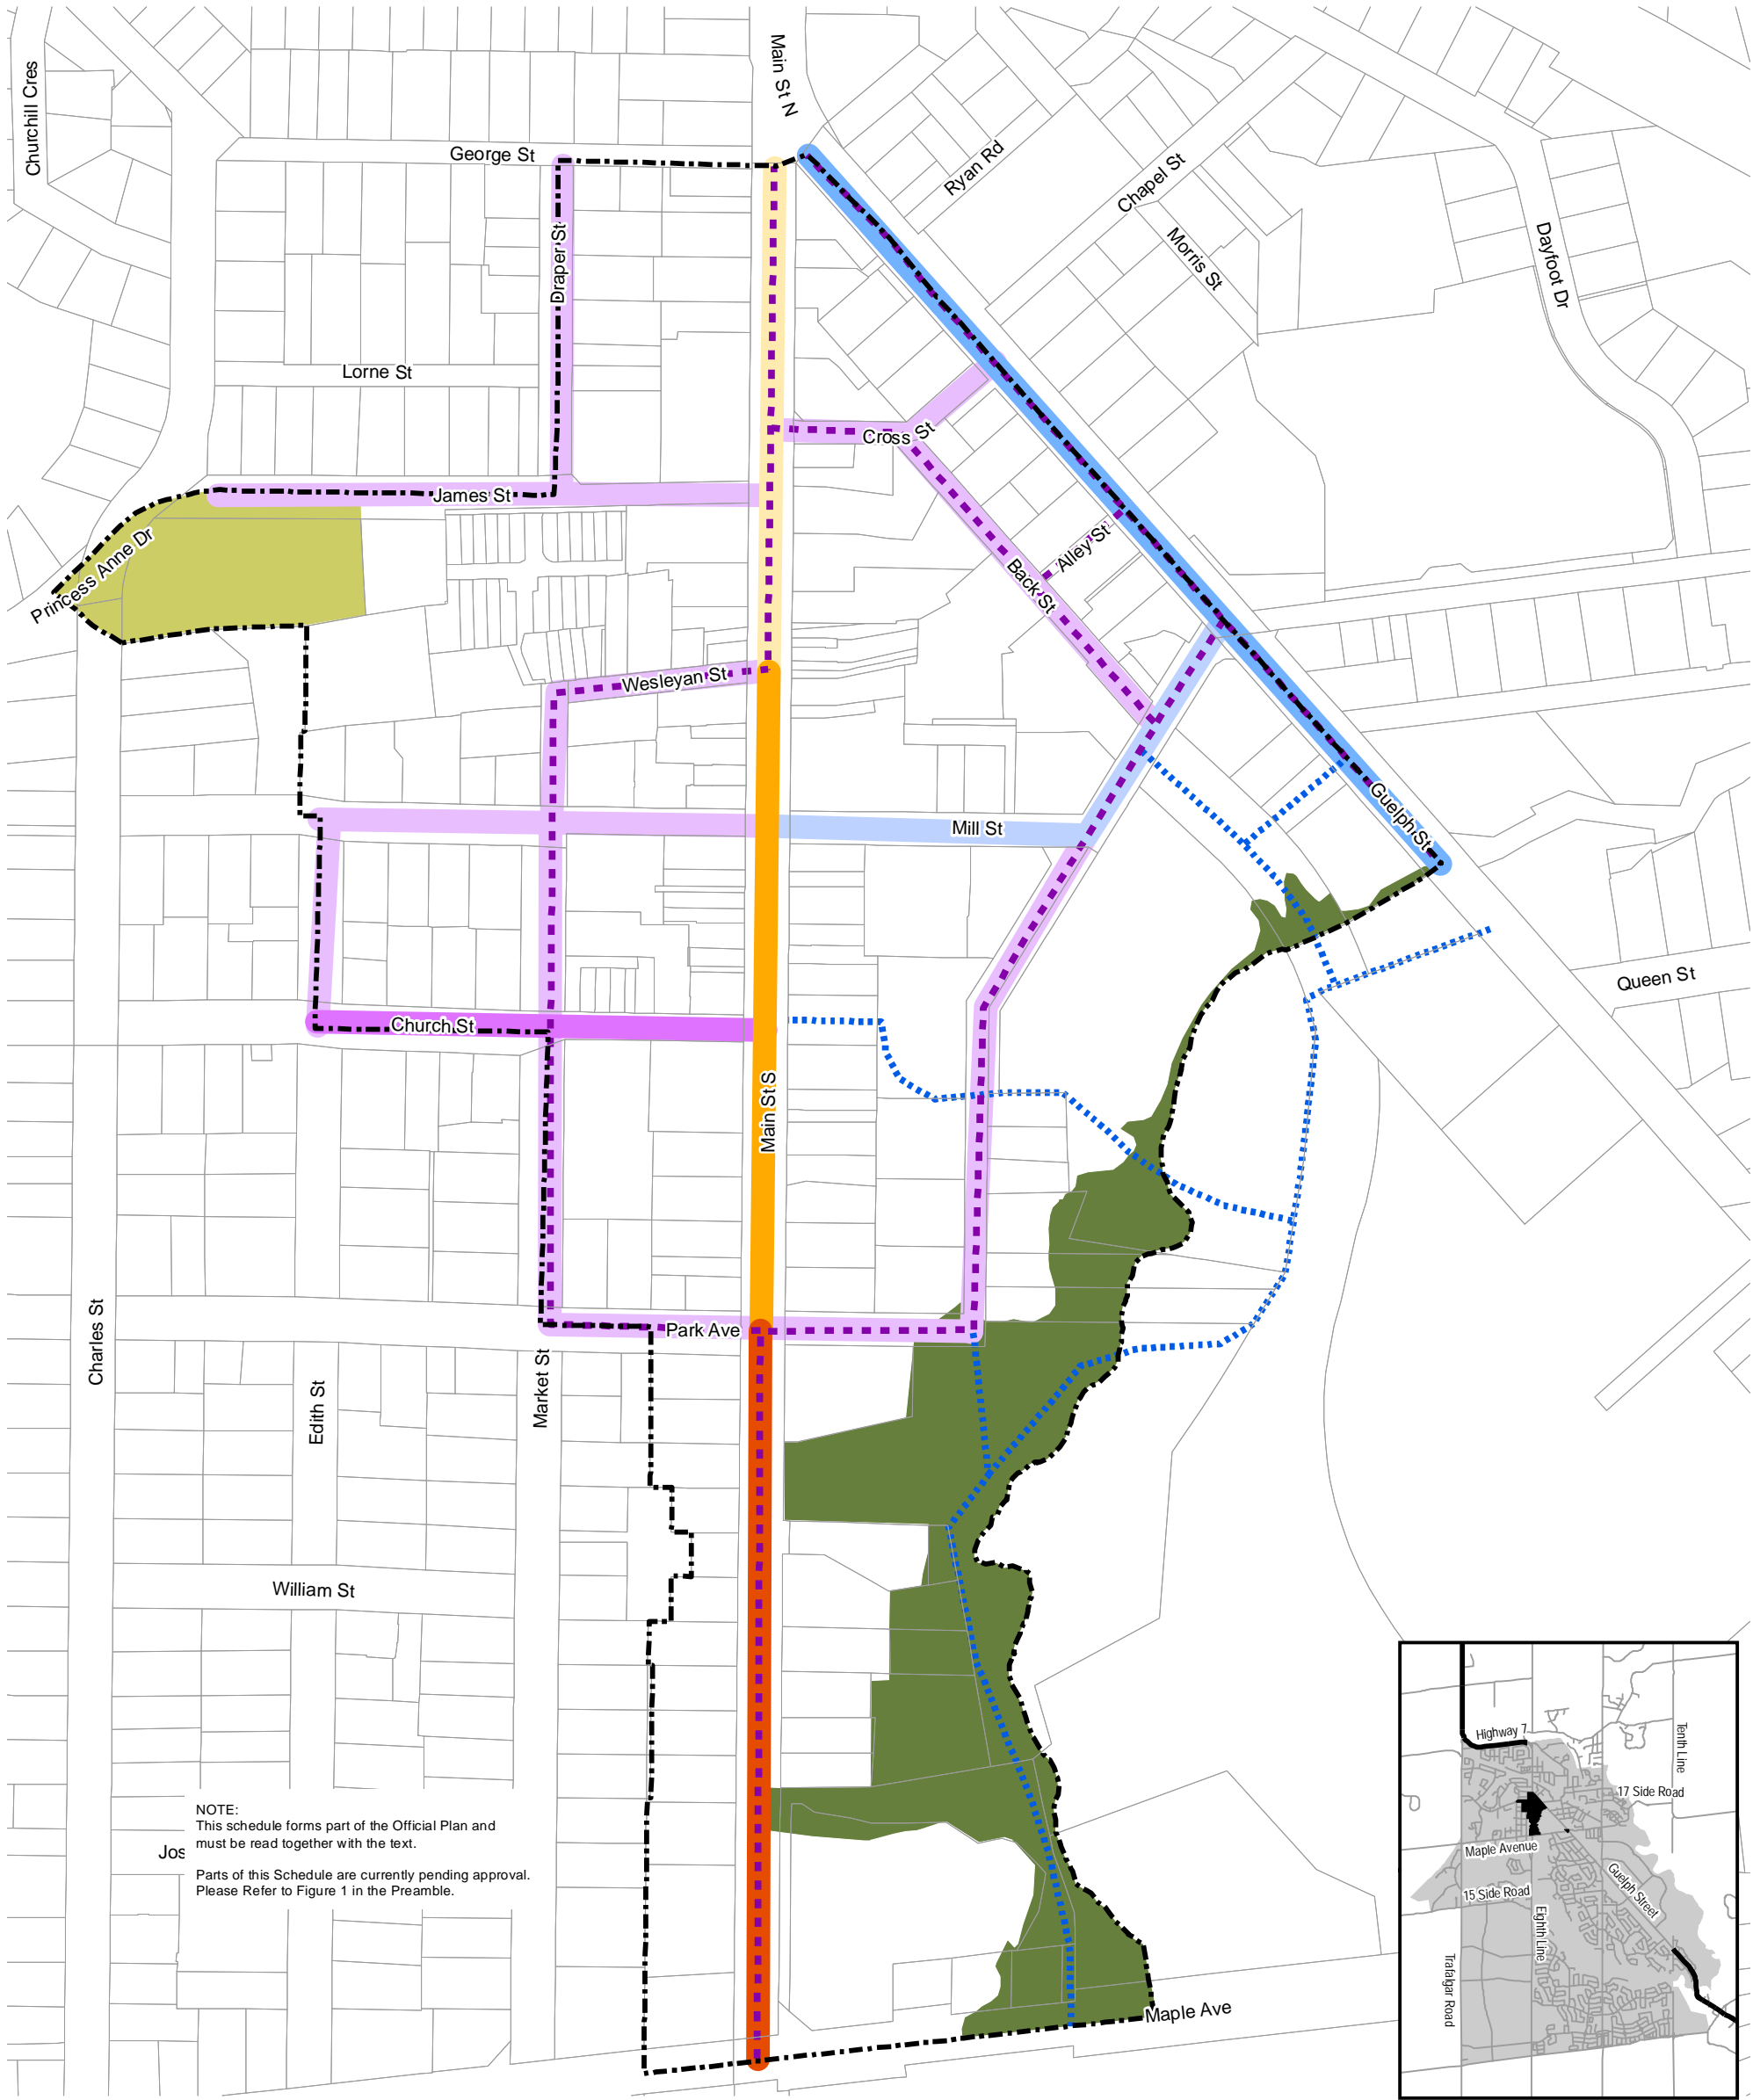 Churchill Cres
Main St N
George St
Ryan Rd
Chapel St
Morris St
Dayfoot Dr
Draper St
Lorne St
Cross St
James St
Princess Anne Dr
Alley St
Back St
Wesleyan St
Mill St
Guelph St
Queen St
Church St
Main St S
Park Ave
Charles St
Edith St
Market St
William St
Jos
NOTE:
This schedule forms part of the Official Plan and
must be read together with the text.
Parts of this Schedule are currently pending approval.
Please Refer to Figure 1 in the Preamble.
Maple Ave
Highway 7
Tenth Line
17 Side Road
Maple Avenue
15 Side Road
Guelph Street
Eighth Line
Trafalgar Road